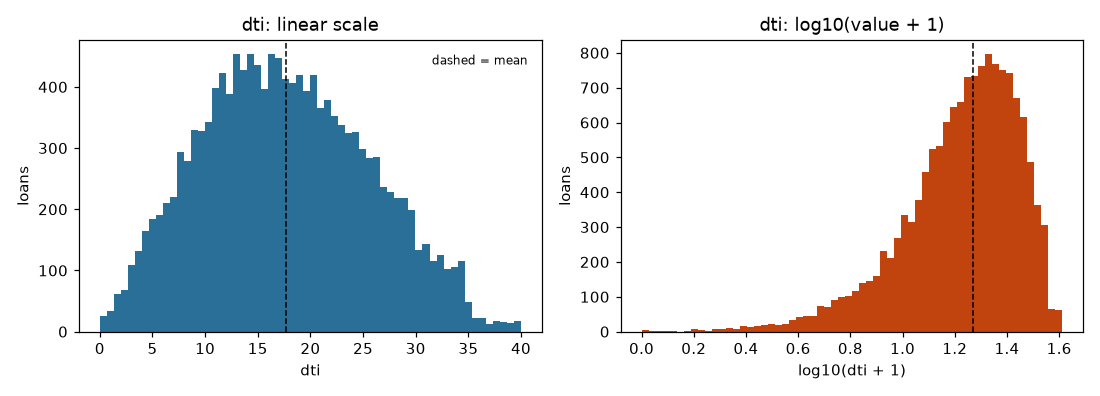 dti: linear scale
dashed = mean
400
300
200
100
0
loans
0 5 10 15 20 25 30 35 40
dti
dti: log10(value + 1)
800
700
600
500
400
300
200
100
0
loans
0.0 0.2 0.4 0.6 0.8 1.0 1.2 1.4 1.6
log10(dti + 1)